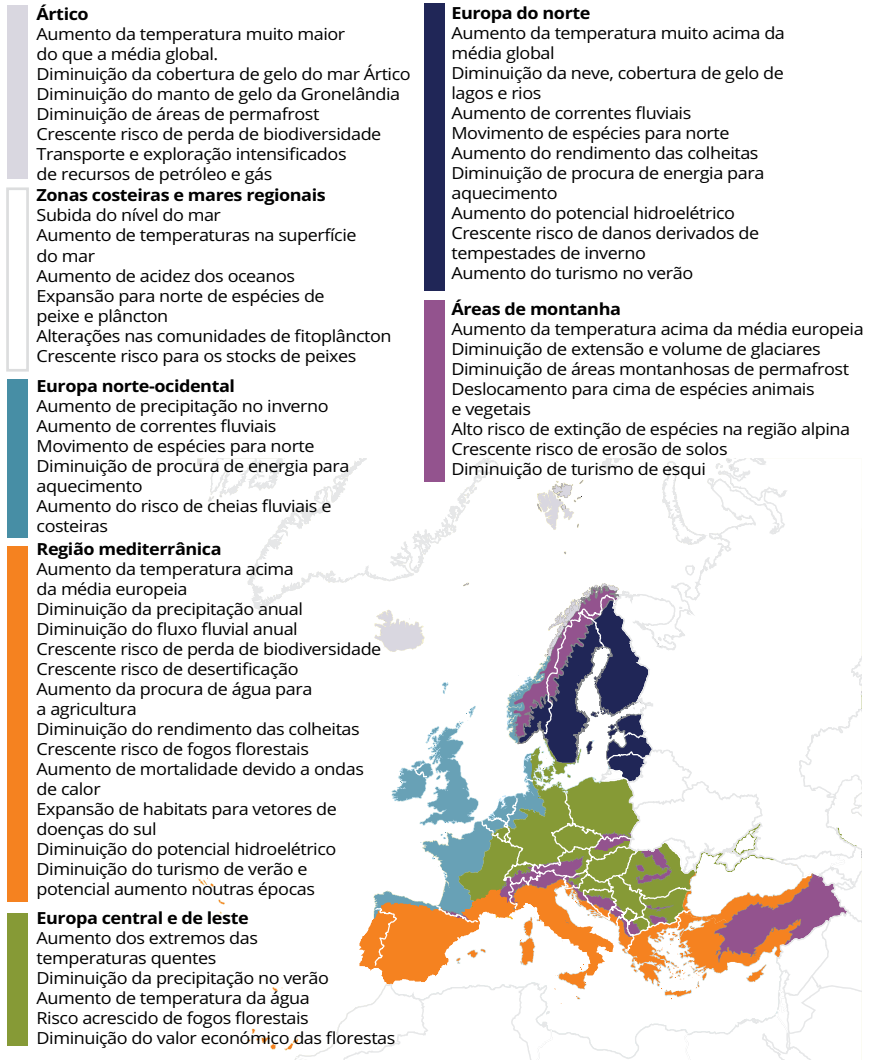 Ártico
Aumento da temperatura muito maior
do que a média global.
Diminuição da cobertura de gelo do mar Ártico
Diminuição do manto de gelo da Gronelândia
Diminuição de áreas de permafrost
Crescente risco de perda de biodiversidade
Transporte e exploração intensificados
de recursos de petróleo e gás
Zonas costeiras e mares regionais
Subida do nível do mar
Aumento de temperaturas na superfície
do mar
Aumento de acidez dos oceanos
Expansão para norte de espécies de
peixe e plâncton
Alterações nas comunidades de fitoplâncton
Crescente risco para os stocks de peixes
Europa norte-ocidental
Aumento de precipitação no inverno
Aumento de correntes fluviais
Movimento de espécies para norte
Diminuição de procura de energia para
aquecimento
Aumento do risco de cheias fluviais e
costeiras
Região mediterrânica
Aumento da temperatura acima
da média europeia
Diminuição da precipitação anual
Diminuição do fluxo fluvial anual
Crescente risco de perda de biodiversidade
Crescente risco de desertificação
Aumento da procura de água para
a agricultura
Diminuição do rendimento das colheitas
Crescente risco de fogos florestais
Aumento de mortalidade devido a ondas
de calor
Expansão de habitats para vetores de
doenças do sul
Diminuição do potencial hidroelétrico
Diminuição do turismo de verão e
potencial aumento noutras épocas
Europa central e de leste
Aumento dos extremos das
temperaturas quentes
Diminuição da precipitação no verão
Aumento de temperatura da água
Risco acrescido de fogos florestais
Diminuição do valor económico das florestas
Europa do norte
Aumento da temperatura muito acima da
média global
Diminuição da neve, cobertura de gelo de
lagos e rios
Aumento de correntes fluviais
Movimento de espécies para norte
Aumento do rendimento das colheitas
Diminuição de procura de energia para
aquecimento
Aumento do potencial hidroelétrico
Crescente risco de danos derivados de
tempestades de inverno
Aumento do turismo no verão
Áreas de montanha
Aumento da temperatura acima da média europeia
Diminuição de extensão e volume de glaciares
Diminuição de áreas montanhosas de permafrost
Deslocamento para cima de espécies animais
e vegetais
Alto risco de extinção de espécies na região alpina
Crescente risco de erosão de solos
Diminuição de turismo de esqui